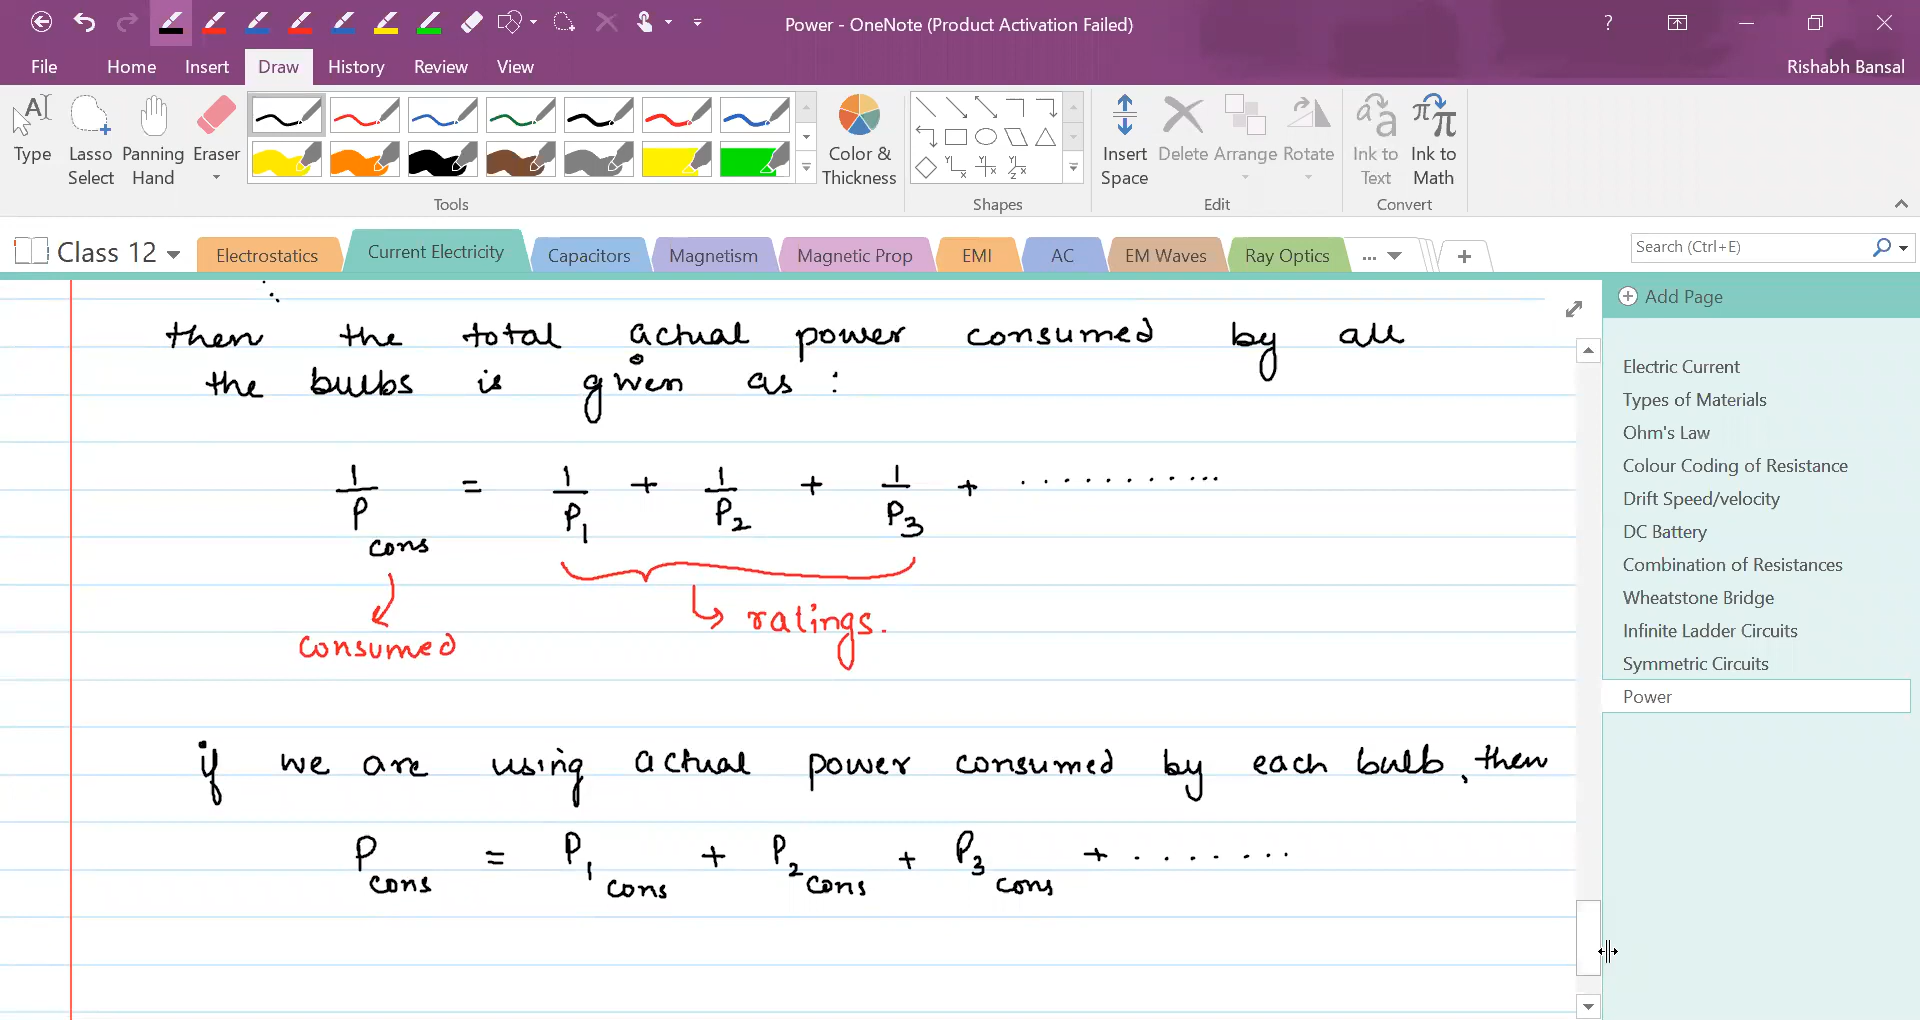 Power - OneNote (Product Activation Failed)
?
File Home Insert Draw History Review View
Rishabh Bansal
Type
Lasso Select
Panning Hand
Eraser
Color & Thickness
Insert Space
Delete
Arrange
Rotate
Ink to Text
Ink to Math
Tools
Shapes
Edit
Convert
Class 12
Electrostatics
Current Electricity
Capacitors
Magnetism
Magnetic Prop
EMI
AC
EM Waves
Ray Optics
...
+
Search (Ctrl+E)
then the total actual power consumed by all
the bulbs is given as :
1/P cons = 1/P1 + 1/P2 + 1/P3 + ............
consumed
ratings.
if we are using actual power consumed by each bulb, then
P cons = P1 cons + P2 cons + P3 cons + ........
Add Page
Electric Current
Types of Materials
Ohm's Law
Colour Coding of Resistance
Drift Speed/velocity
DC Battery
Combination of Resistances
Wheatstone Bridge
Infinite Ladder Circuits
Symmetric Circuits
Power